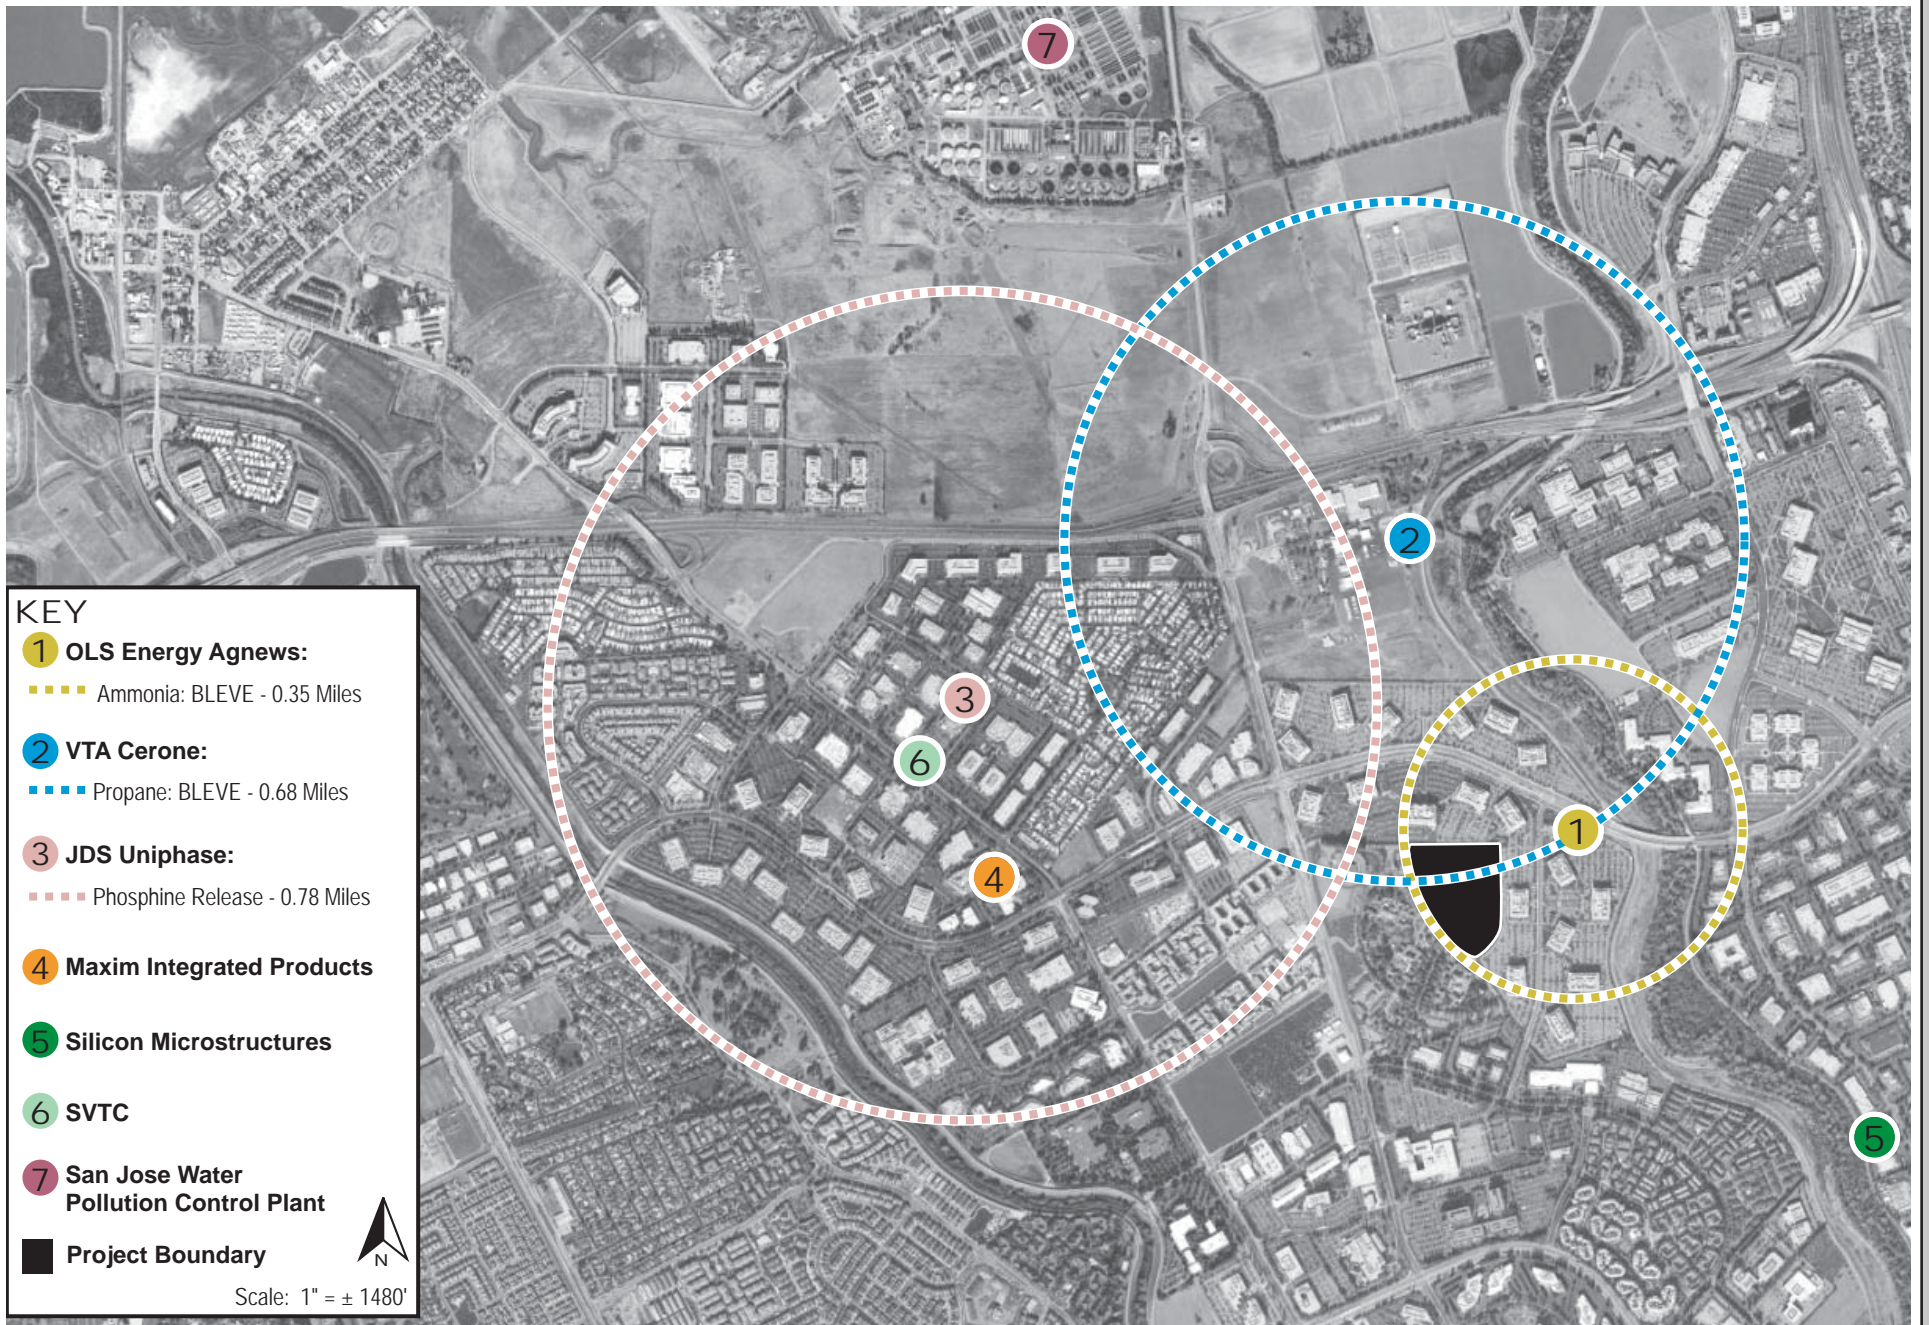 7
2
3
6
1
4
5
KEY
1 OLS Energy Agnews:
Ammonia: BLEVE - 0.35 Miles
2 VTA Cerone:
Propane: BLEVE - 0.68 Miles
3 JDS Uniphase:
Phosphine Release - 0.78 Miles
4 Maxim Integrated Products
5 Silicon Microstructures
6 SVTC
7 San Jose Water
Pollution Control Plant
Project Boundary
N
Scale: 1" = ± 1480'